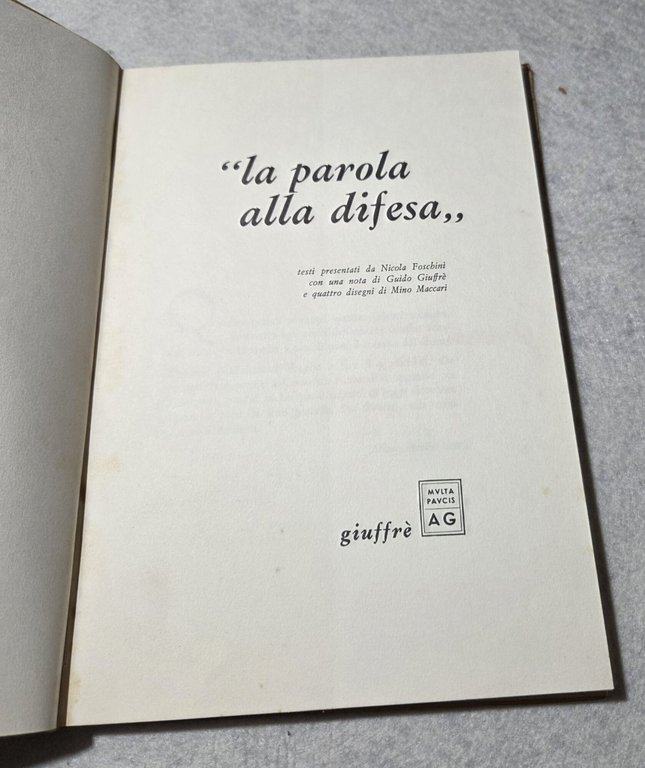 “la parola
alla difesa„
testi presentati da Nicola Foschini
con una nota di Guido Giuffrè
e quattro disegni di Mino Maccari
giuffrè
MVLTA
PAVCIS
AG